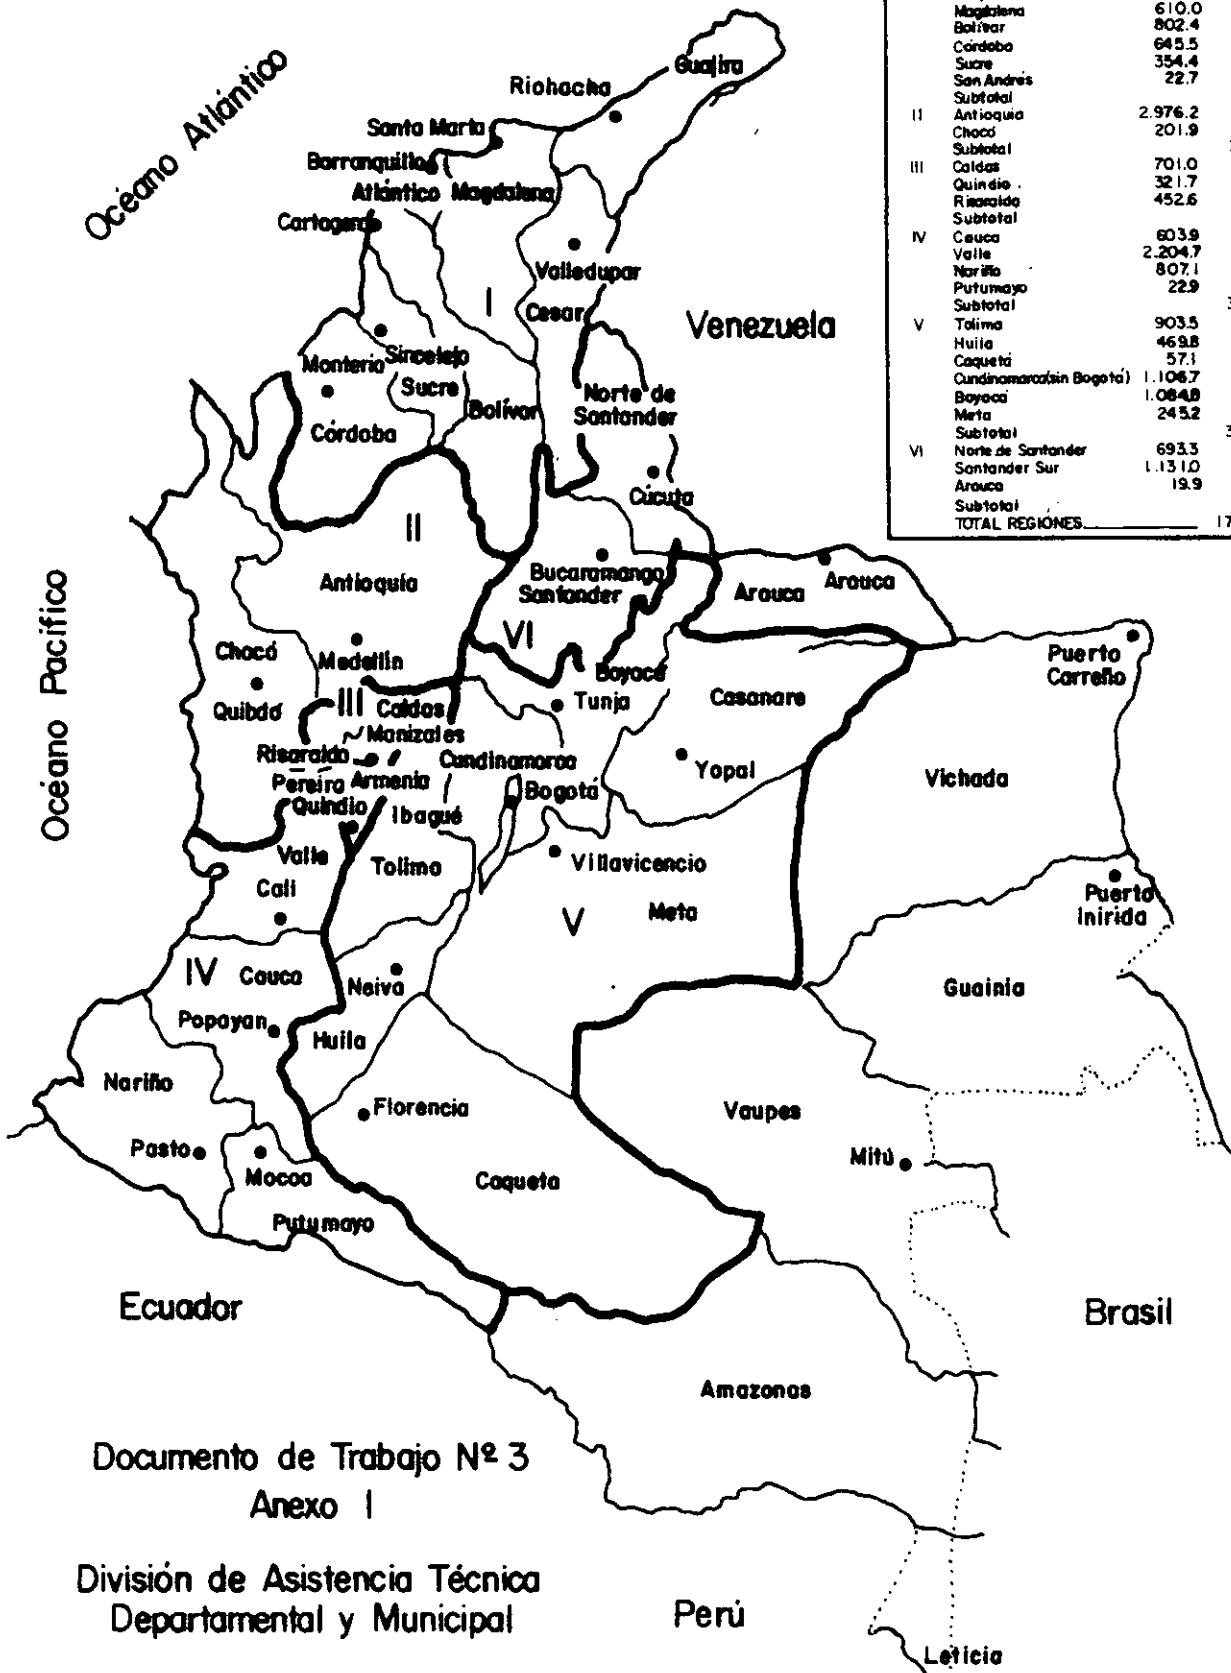 Magdalena 610.0
Bolívar 802.4
Córdoba 645.5
Sucre 354.4
San Andrés 22.7
Subtotal
II Antioquia 2.976.2
Chocó 201.9
Subtotal
III Caldas 701.0
Quindio 321.7
Risaralda 452.6
Subtotal
IV Cauca 603.9
Valle 2.204.7
Nariño 807.1
Putumayo 22.9
Subtotal 3
V Tolima 903.5
Huila 469.8
Caquetá 57.1
Cundinamarca(sin Bogotá) 1.106.7
Boyacá 1.084.8
Meta 245.2
Subtotal 3
VI Norte de Santander 693.3
Santander Sur 1.131.0
Arauca 19.9
Subtotal
TOTAL REGIONES 17
Océano Atlántico
Guajira
Riohacha
Santa Marta
Barranquilla
Atlántico Magdalena
Cartagena
Valledupar
I
Cesar
Venezuela
Montería
Sincelejo
Sucre
Norte de
Santander
Bolívar
Córdoba
Cúcuta
II
Antioquía
Bucaramanga
Santander
Arauca
Arauca
VI
Océano Pacífico
Chocó
Medellín
Boyacá
Puerto
Carreño
Quibdó
III
Caldas
Tunja
Casanare
Manizales
Risaralda
Cundinamarca
Yopal
Vichada
Pereira
Armenia
Bogotá
Quindio
Ibagué
Valle
Tolima
Villavicencio
Cali
V
Meta
Puerto
Inirida
IV
Cauca
Neiva
Guainia
Popayan
Huila
Nariño
Florencia
Vaupes
Pasto
Mocoa
Caqueta
Mitú
Putumayo
Ecuador
Brasil
Amazonas
Documento de Trabajo Nº 3
Anexo I
División de Asistencia Técnica
Departamental y Municipal
Perú
Leticia